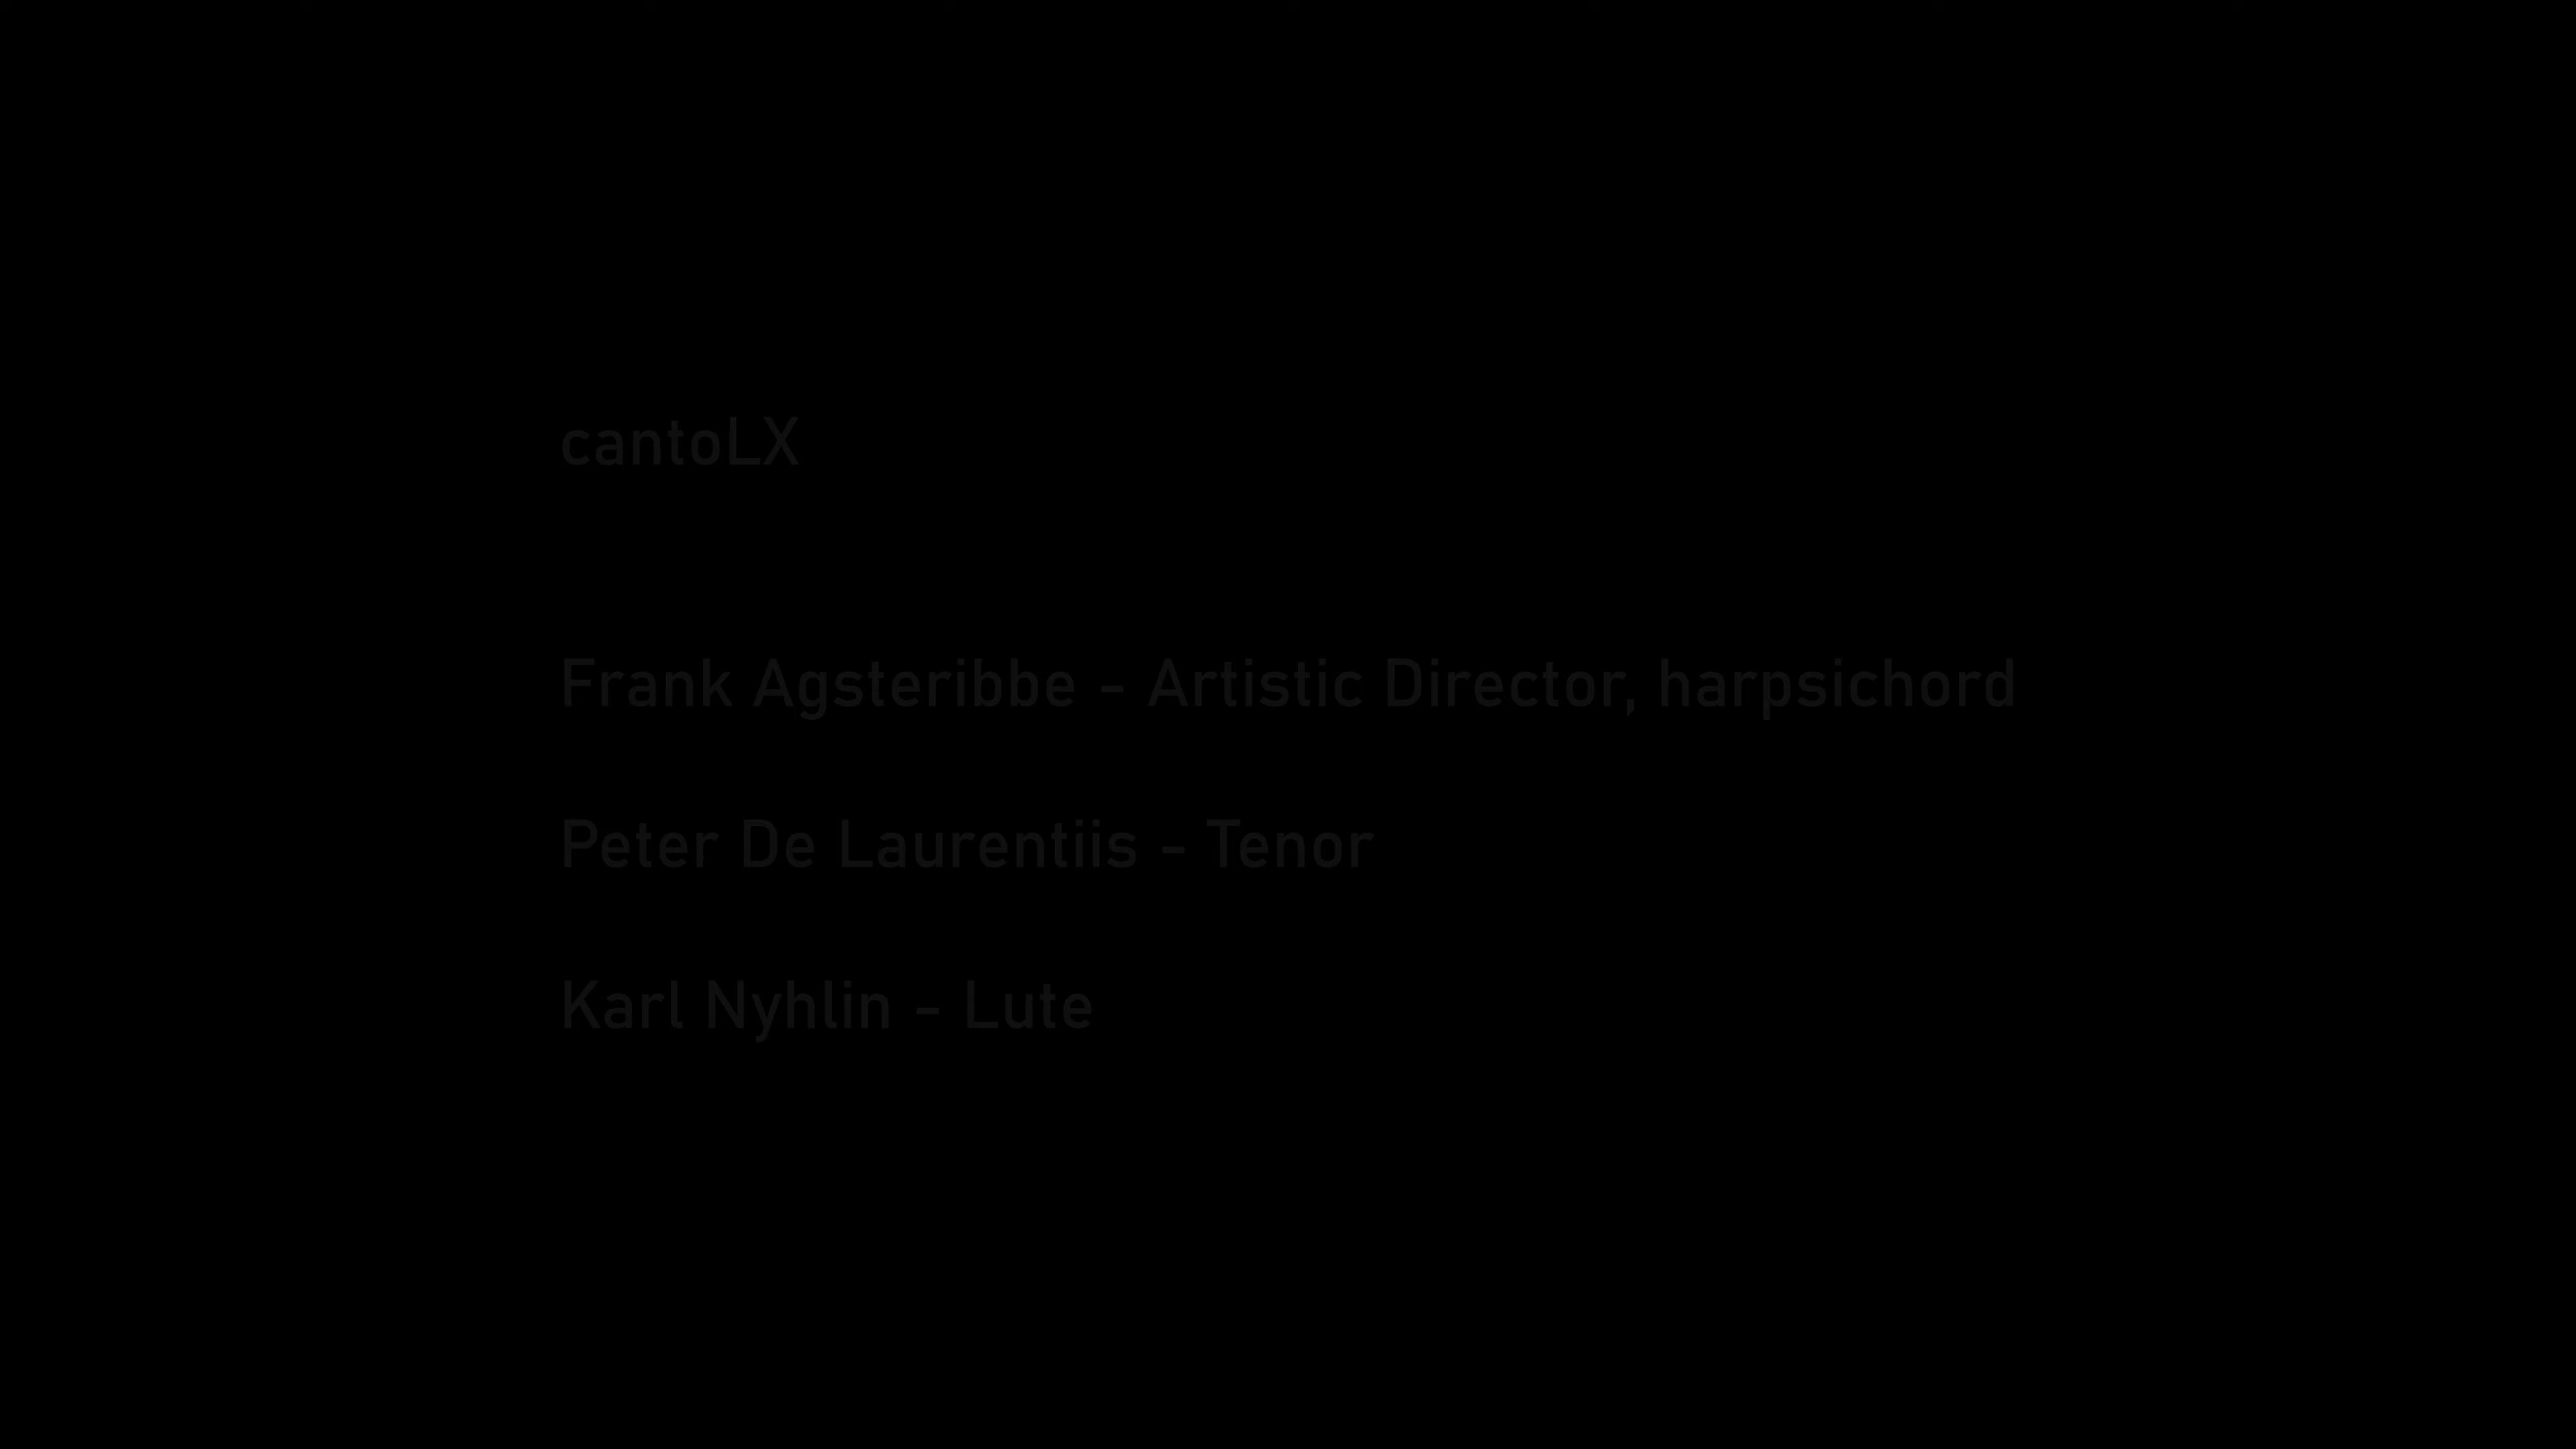 cantoLX
Frank Agsteribbe - Artistic Director, harpsichord
Peter De Laurentiis - Tenor
Karl Nyhlin - Lute